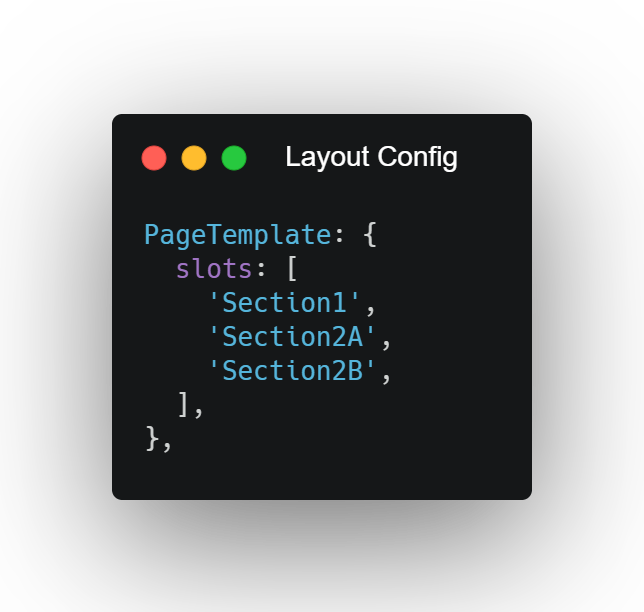 Layout Config
PageTemplate: {
  slots: [
    'Section1',
    'Section2A',
    'Section2B',
  ],
},